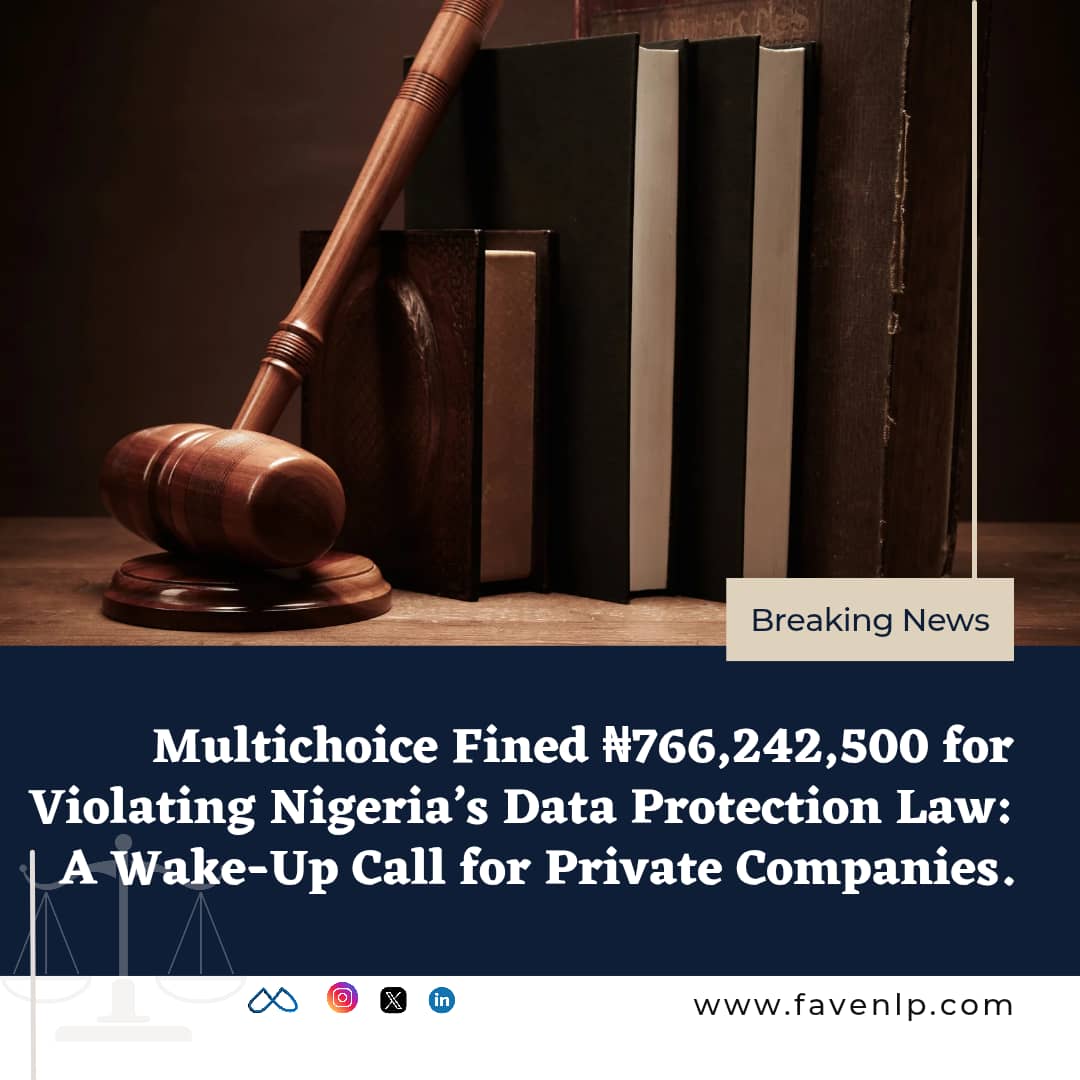 Breaking News
Multichoice Fined ₦766,242,500 for
Violating Nigeria’s Data Protection Law:
A Wake-Up Call for Private Companies.
in
www.favenlp.com